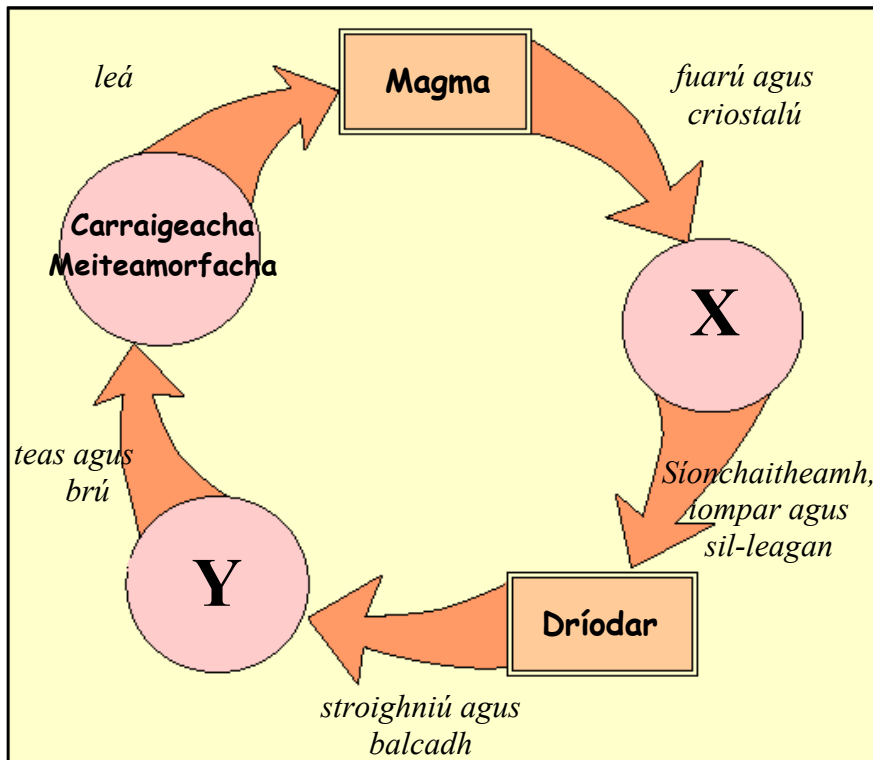 leá
Magma
fuarú agus
criostalú
Carraigeacha
Meiteamorfacha
X
teas agus
brú
Síonchaitheamh,
iompar agus
sil-leagan
Y
Dríodar
stroighniú agus
balcadh